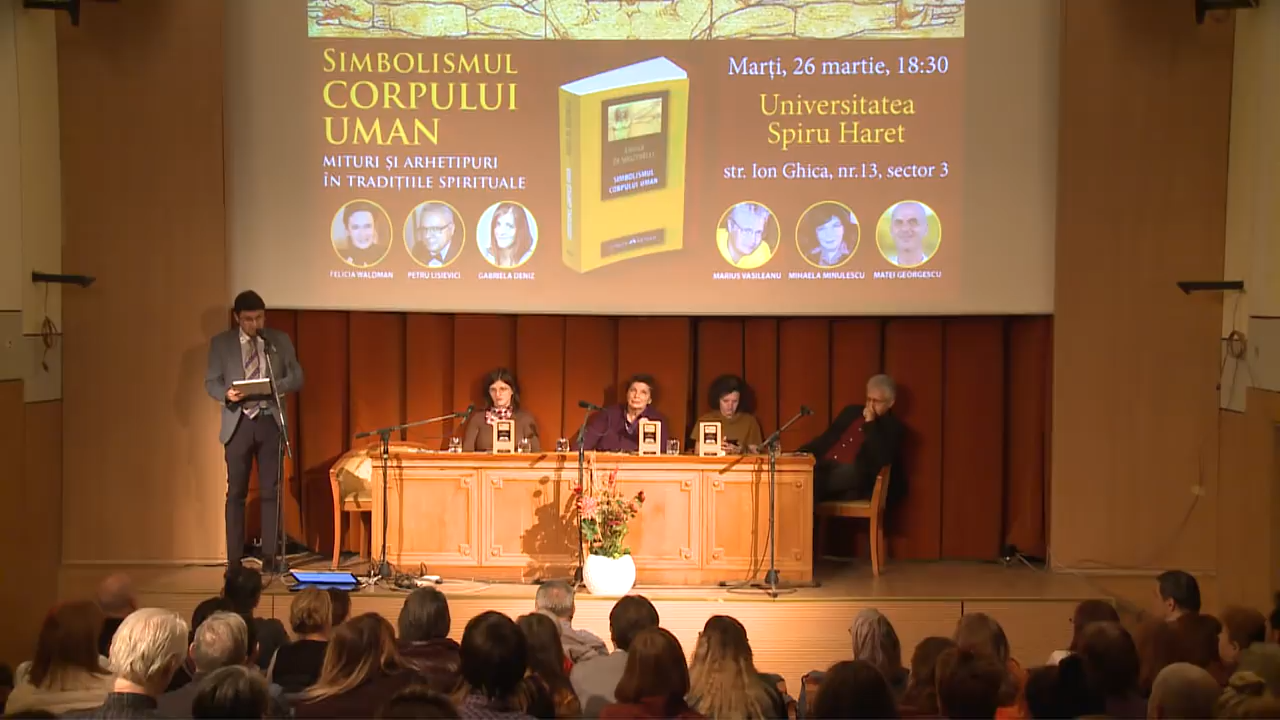 SIMBOLISMUL
CORPULUI
UMAN
MITURI ȘI ARHETIPURI
ÎN TRADIȚIILE SPIRITUALE
FELICIA WALDMAN
PETRU LISIEVICI
GABRIELA DENIZ
SIMBOLISMUL
CORPULUI UMAN
Marți, 26 martie, 18:30
Universitatea
Spiru Haret
str. Ion Ghica, nr.13, sector 3
MARIUS VASILEANU
MIHAELA MINULESCU
MATEI GEORGESCU